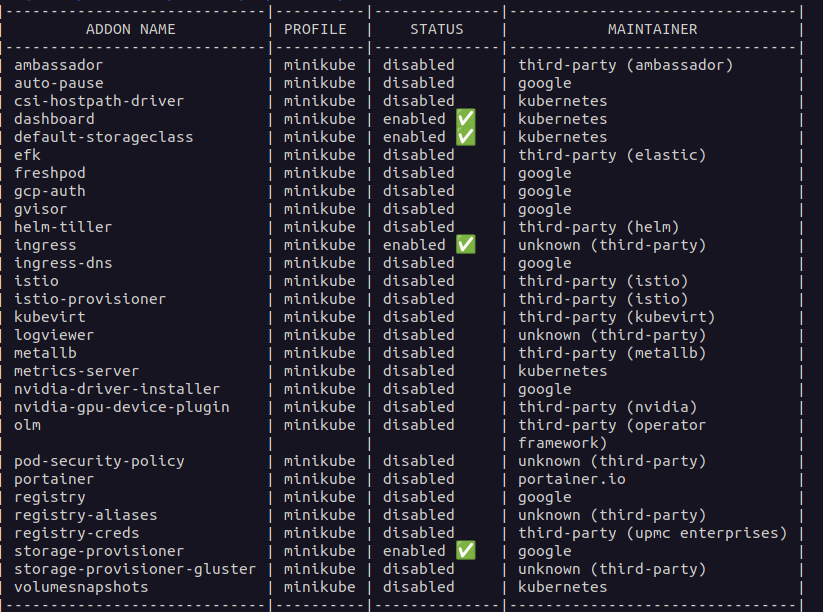 |-----------------------------|----------|--------------|--------------------------------|
|         ADDON NAME          | PROFILE  |    STATUS    |           MAINTAINER           |
|-----------------------------|----------|--------------|--------------------------------|
| ambassador                  | minikube | disabled     | third-party (ambassador)       |
| auto-pause                  | minikube | disabled     | google                         |
| csi-hostpath-driver         | minikube | disabled     | kubernetes                     |
| dashboard                   | minikube | enabled ✅   | kubernetes                     |
| default-storageclass        | minikube | enabled ✅   | kubernetes                     |
| efk                         | minikube | disabled     | third-party (elastic)          |
| freshpod                    | minikube | disabled     | google                         |
| gcp-auth                    | minikube | disabled     | google                         |
| gvisor                      | minikube | disabled     | google                         |
| helm-tiller                 | minikube | disabled     | third-party (helm)             |
| ingress                     | minikube | enabled ✅   | unknown (third-party)          |
| ingress-dns                 | minikube | disabled     | google                         |
| istio                       | minikube | disabled     | third-party (istio)            |
| istio-provisioner           | minikube | disabled     | third-party (istio)            |
| kubevirt                    | minikube | disabled     | third-party (kubevirt)         |
| logviewer                   | minikube | disabled     | unknown (third-party)          |
| metallb                     | minikube | disabled     | third-party (metallb)          |
| metrics-server              | minikube | disabled     | kubernetes                     |
| nvidia-driver-installer     | minikube | disabled     | google                         |
| nvidia-gpu-device-plugin    | minikube | disabled     | third-party (nvidia)           |
| olm                         | minikube | disabled     | third-party (operator          |
|                             |          |              | framework)                     |
| pod-security-policy         | minikube | disabled     | unknown (third-party)          |
| portainer                   | minikube | disabled     | portainer.io                   |
| registry                    | minikube | disabled     | google                         |
| registry-aliases            | minikube | disabled     | unknown (third-party)          |
| registry-creds              | minikube | disabled     | third-party (upmc enterprises) |
| storage-provisioner         | minikube | enabled ✅   | google                         |
| storage-provisioner-gluster | minikube | disabled     | unknown (third-party)          |
| volumesnapshots             | minikube | disabled     | kubernetes                     |
|-----------------------------|----------|--------------|--------------------------------|